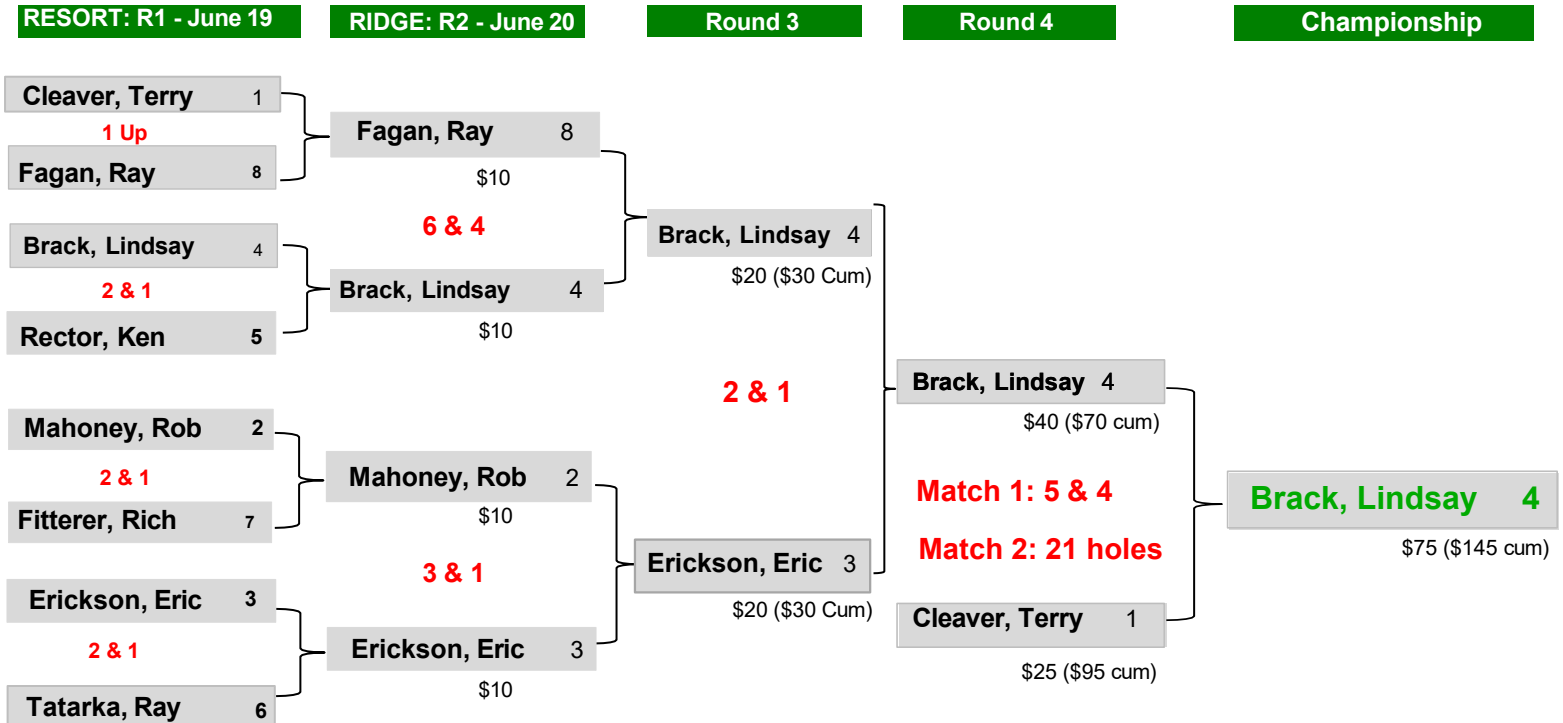 RESORT: R1 - June 19
RIDGE: R2 - June 20
Round 3
Round 4
Championship
Cleaver, Terry 1
1 Up
Fagan, Ray 8
Brack, Lindsay 4
2 & 1
Rector, Ken 5
Mahoney, Rob 2
2 & 1
Fitterer, Rich 7
Erickson, Eric 3
2 & 1
Tatarka, Ray 6
Fagan, Ray 8
$10
6 & 4
Brack, Lindsay 4
$10
Mahoney, Rob 2
$10
3 & 1
Erickson, Eric 3
$10
Brack, Lindsay 4
$20 ($30 Cum)
2 & 1
Erickson, Eric 3
$20 ($30 Cum)
Brack, Lindsay 4
$40 ($70 cum)
Match 1: 5 & 4
Match 2: 21 holes
Cleaver, Terry 1
$25 ($95 cum)
Brack, Lindsay 4
$75 ($145 cum)